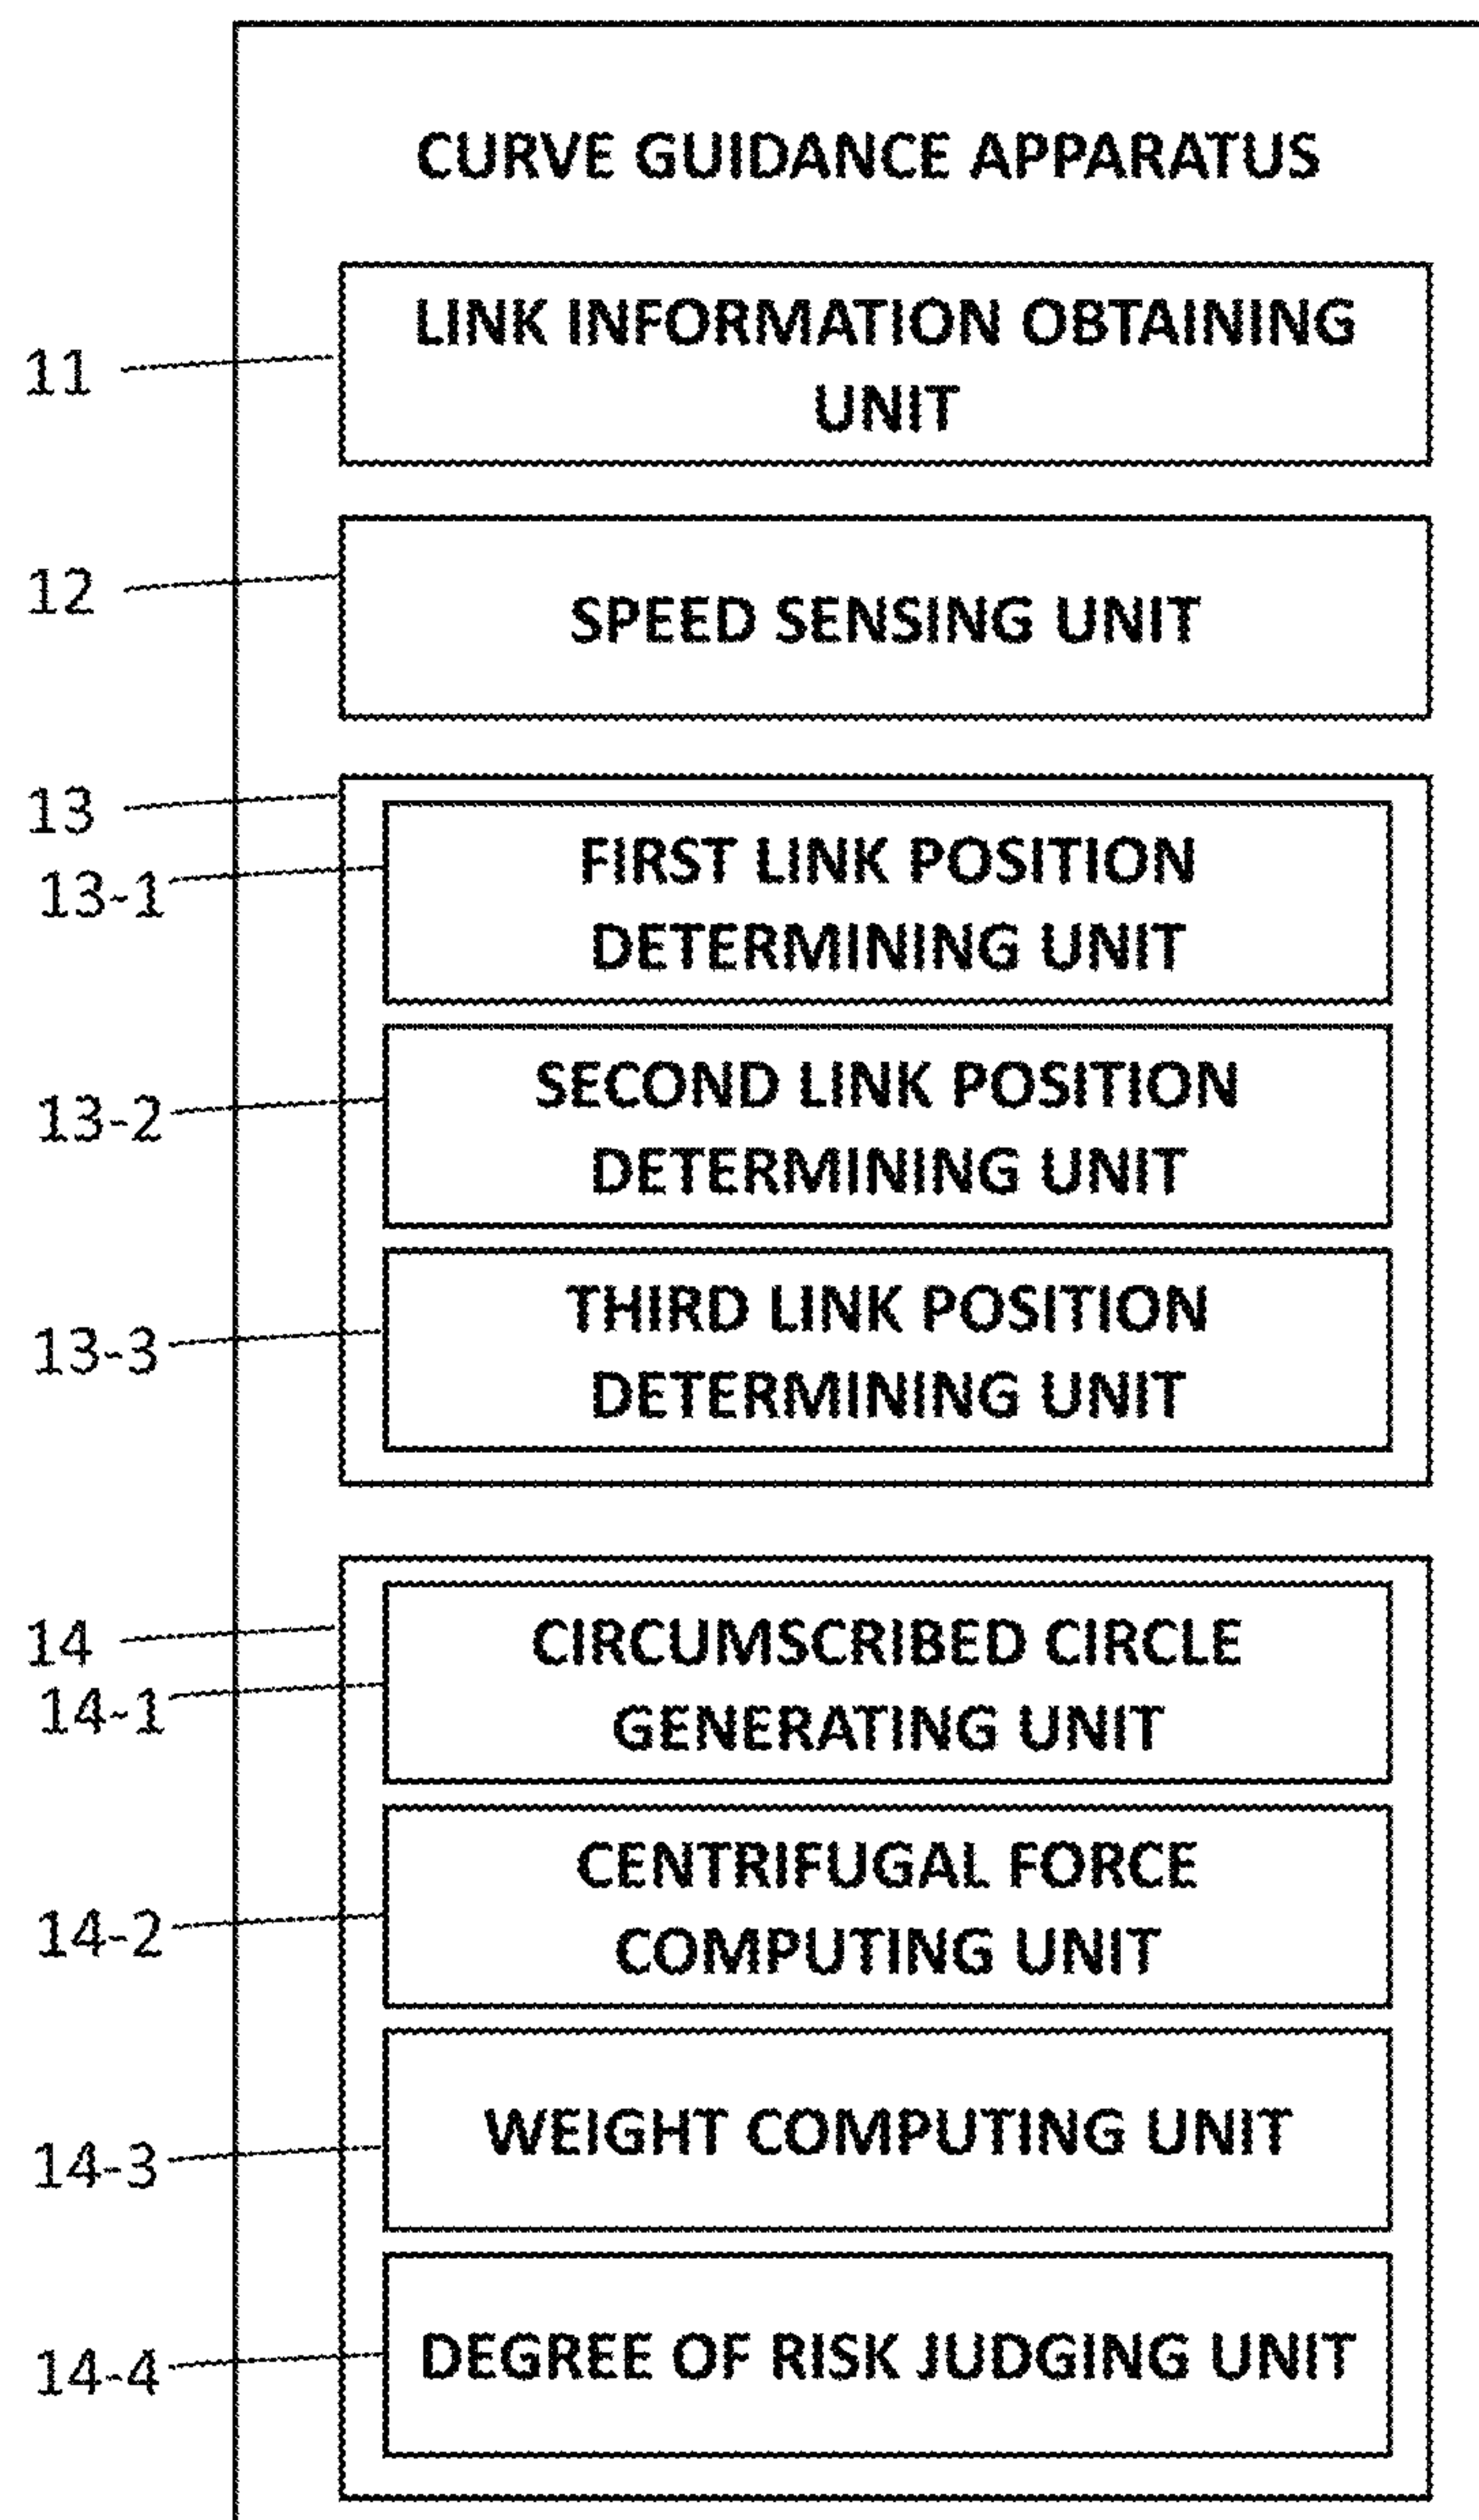 CURVE GUIDANCE APPARATUS
11
LINK INFORMATION OBTAINING
UNIT
12
SPEED SENSING UNIT
13
13-1
FIRST LINK POSITION
DETERMINING UNIT
13-2
SECOND LINK POSITION
DETERMINING UNIT
13-3
THIRD LINK POSITION
DETERMINING UNIT
14
14-1
CIRCUMSCRIBED CIRCLE
GENERATING UNIT
14-2
CENTRIFUGAL FORCE
COMPUTING UNIT
14-3
WEIGHT COMPUTING UNIT
14-4
DEGREE OF RISK JUDGING UNIT